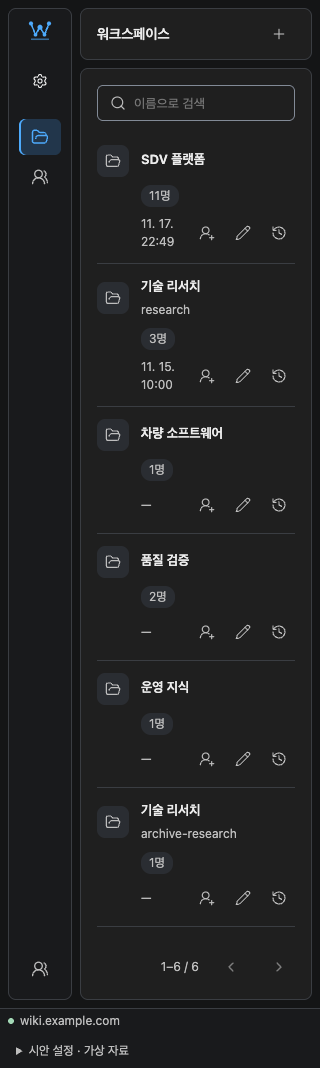 워크스페이스
이름으로 검색
SDV 플랫폼
11명
11. 17.
22:49
기술 리서치
research
3명
11. 15.
10:00
차량 소프트웨어
1명
—
품질 검증
2명
—
운영 지식
1명
—
기술 리서치
archive-research
1명
—
1–6 / 6
wiki.example.com
시안 설정 · 가상 자료